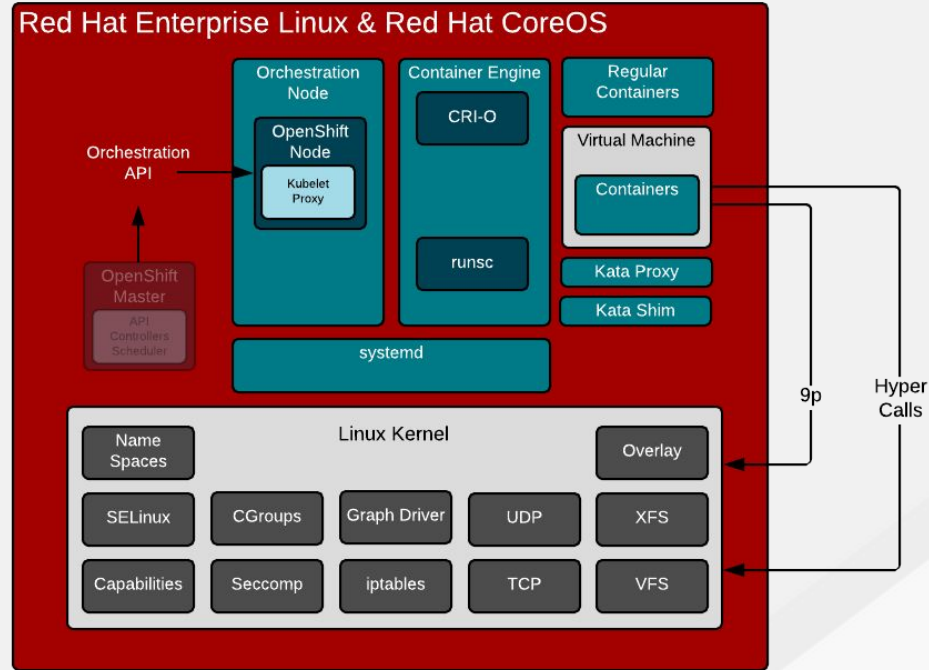 Red Hat Enterprise Linux & Red Hat CoreOS
Orchestration
Node
OpenShift
Node
Kubelet
Proxy
Container Engine
CRI-O
runsc
Regular
Containers
Virtual Machine
Containers
Kata Proxy
Kata Shim
Orchestration
API
OpenShift
Master
API
Controllers
Scheduler
systemd
9p
Hyper
Calls
Linux Kernel
Name
Spaces
Overlay
SELinux
CGroups
Graph Driver
UDP
XFS
Capabilities
Seccomp
iptables
TCP
VFS